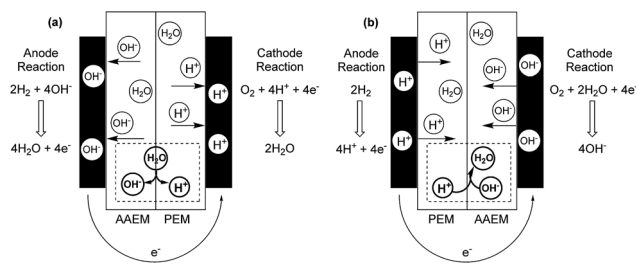 (a)
Anode
Reaction
2H₂ + 4OH⁻
4H₂O + 4e⁻
OH⁻
OH⁻
OH⁻
OH⁻
H₂O
H₂O
H⁺
H⁺
H⁺
H⁺
H₂O
OH⁻
H⁺
AAEM
PEM
e⁻
Cathode
Reaction
O₂ + 4H⁺ + 4e⁻
2H₂O
(b)
Anode
Reaction
2H₂
4H⁺ + 4e⁻
H⁺
H⁺
H⁺
H⁺
H₂O
H₂O
OH⁻
OH⁻
OH⁻
OH⁻
H₂O
H⁺
OH⁻
PEM
AAEM
e⁻
Cathode
Reaction
O₂ + 2H₂O + 4e⁻
4OH⁻